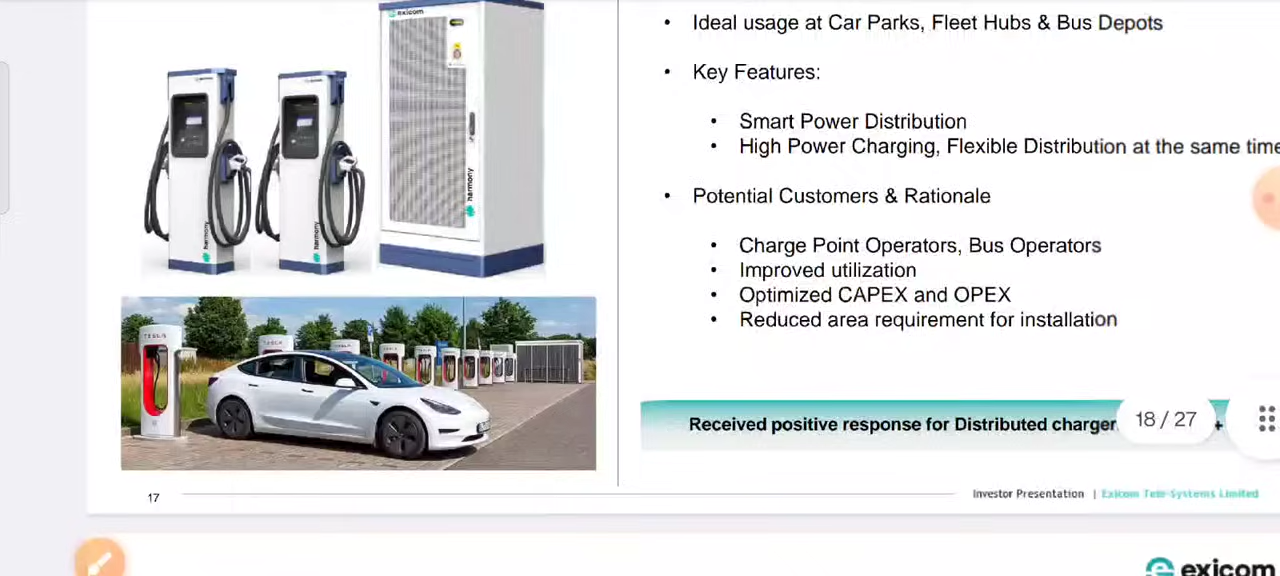 exicom
harmony
harmony
harmony
TESLA
• Ideal usage at Car Parks, Fleet Hubs & Bus Depots
• Key Features:
• Smart Power Distribution
• High Power Charging, Flexible Distribution at the same time
• Potential Customers & Rationale
• Charge Point Operators, Bus Operators
• Improved utilization
• Optimized CAPEX and OPEX
• Reduced area requirement for installation
Received positive response for Distributed charger
18 / 27
+
17
Investor Presentation | Exicom Tele-Systems Limited
exicom